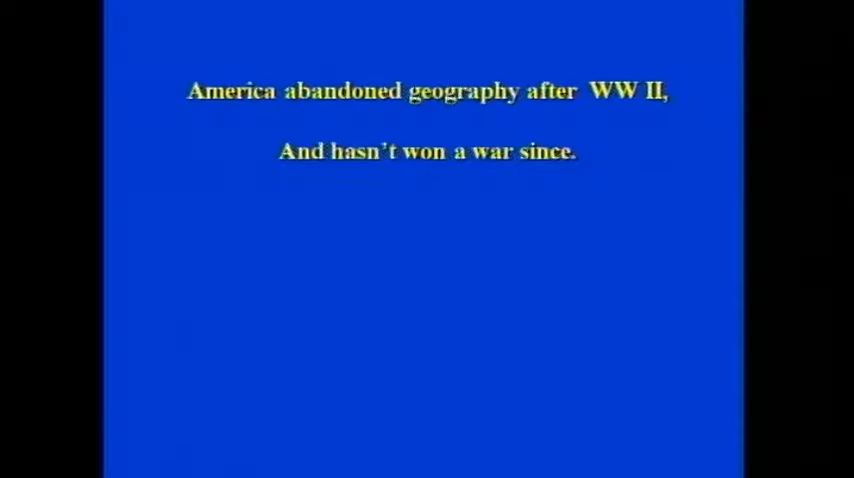 America abandoned geography after WW II,
And hasn't won a war since.